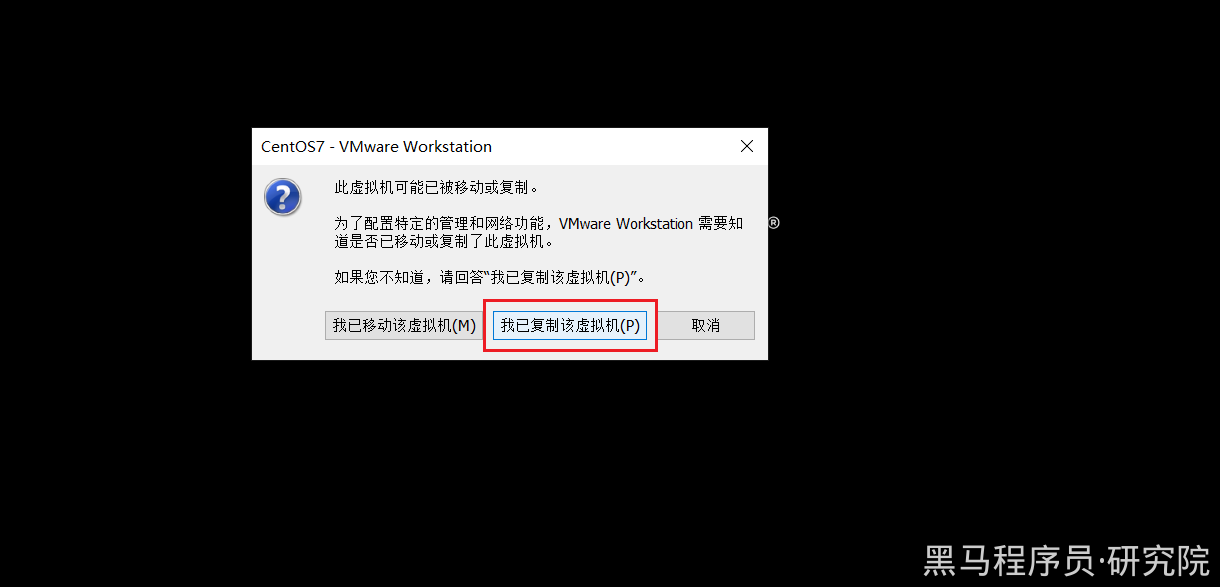 CentOS7 - VMware Workstation
此虚拟机可能已被移动或复制。
为了配置特定的管理和网络功能，VMware Workstation 需要知
道是否已移动或复制了此虚拟机。
如果您不知道，请回答“我已复制该虚拟机(P)”。
我已移动该虚拟机(M) 我已复制该虚拟机(P) 取消
®
黑马程序员·研究院